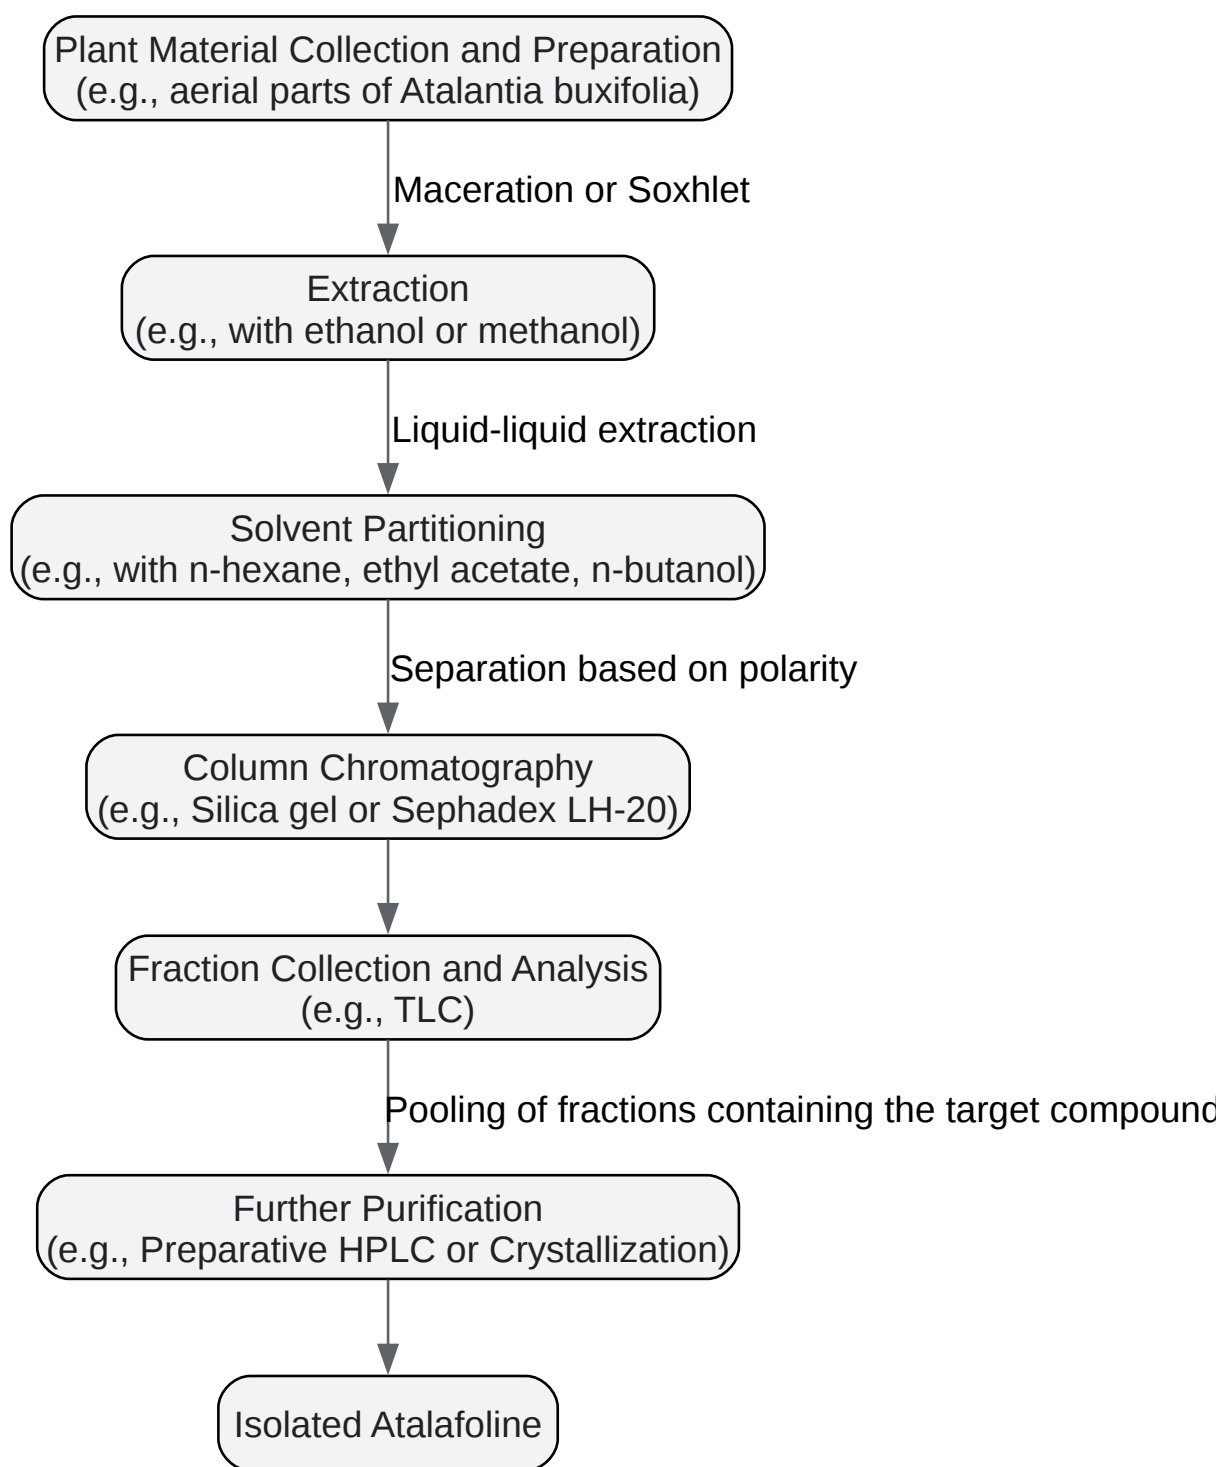 Plant Material Collection and Preparation
(e.g., aerial parts of Atalantia buxifolia)
Maceration or Soxhlet
Extraction
(e.g., with ethanol or methanol)
Liquid-liquid extraction
Solvent Partitioning
(e.g., with n-hexane, ethyl acetate, n-butanol)
Separation based on polarity
Column Chromatography
(e.g., Silica gel or Sephadex LH-20)
Fraction Collection and Analysis
(e.g., TLC)
Pooling of fractions containing the target compound
Further Purification
(e.g., Preparative HPLC or Crystallization)
Isolated Atalafoline